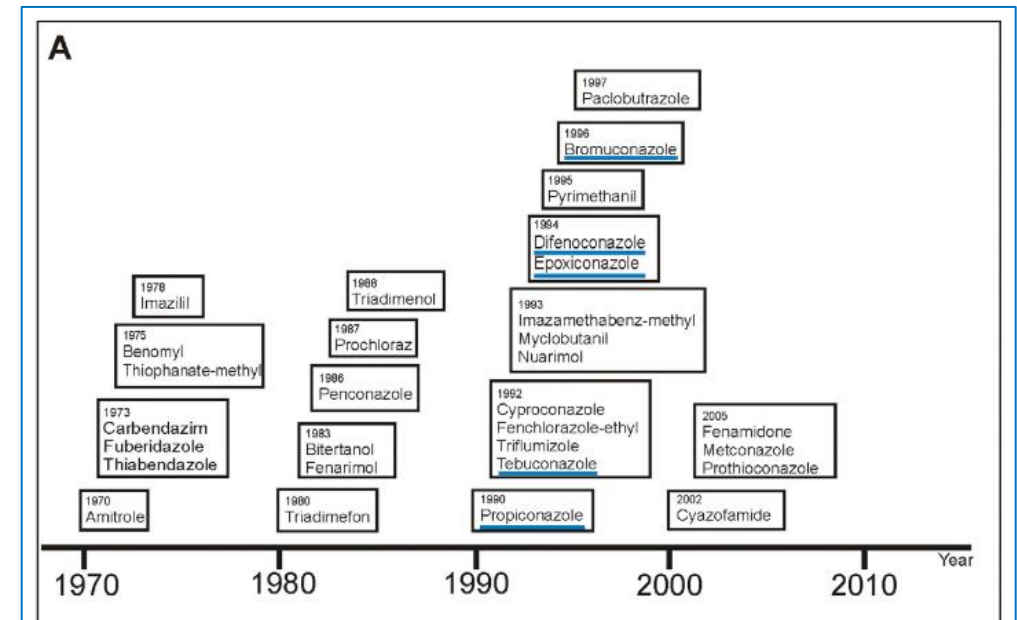 A
1997
Paclobutrazole
1996
Bromuconazole
1995
Pyrimethanil
1994
Difenoconazole
Epoxiconazole
1993
Imazamethabenz-methyl
Myclobutanil
Nuarimol
1992
Cyproconazole
Fenchlorazole-ethyl
Triflumizole
Tebuconazole
1990
Propiconazole
1988
Triadimenol
1987
Prochloraz
1986
Penconazole
1983
Bitertanol
Fenarimol
1980
Triadimefon
1978
Imazilil
1975
Benomyl
Thiophanate-methyl
1973
Carbendazim
Fuberidazole
Thiabendazole
1970
Amitrole
2005
Fenamidone
Metconazole
Prothioconazole
2002
Cyazofamide
Year
1970 1980 1990 2000 2010